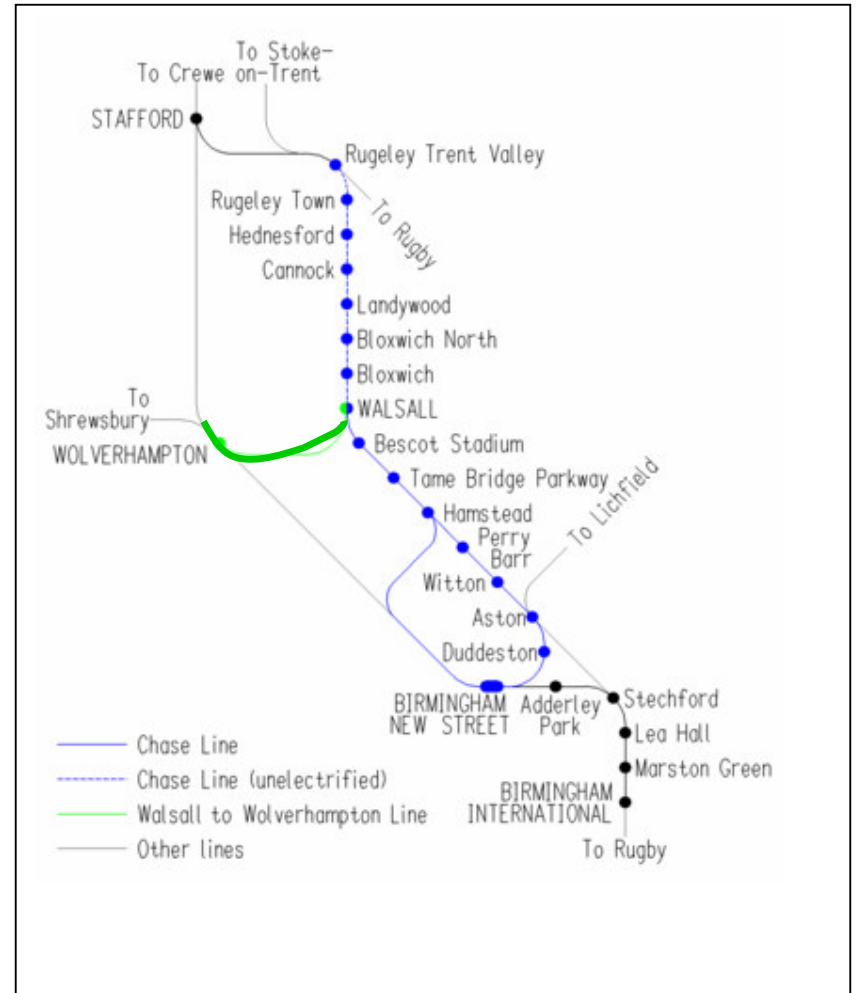 To Stoke-
To Crewe on-Trent
STAFFORD
Rugeley Trent Valley
Rugeley Town
To Rugby
Hednesford
Cannock
Landywood
Bloxwich North
Bloxwich
To
Shrewsbury
WALSALL
WOLVERHAMPTON
Bescot Stadium
Tame Bridge Parkway
To Lichfield
Hamstead
Perry
Barr
Witton
Aston
Duddeston
BIRMINGHAM
NEW STREET
Adderley
Park
Stechford
Lea Hall
Marston Green
BIRMINGHAM
INTERNATIONAL
To Rugby
Chase Line
Chase Line (unelectrified)
Walsall to Wolverhampton Line
Other lines